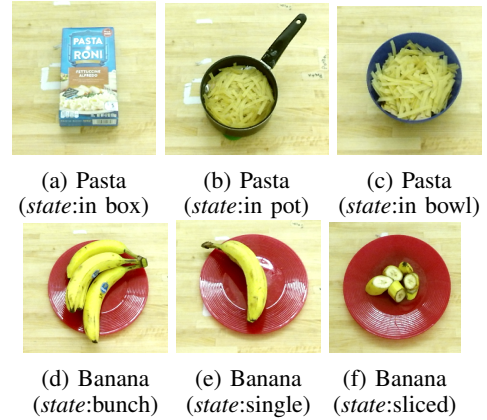 PASTA
RONI
FETTUCCINE
ALFREDO
(a) Pasta
(state:in box)
(b) Pasta
(state:in pot)
(c) Pasta
(state:in bowl)
(d) Banana
(state:bunch)
(e) Banana
(state:single)
(f) Banana
(state:sliced)